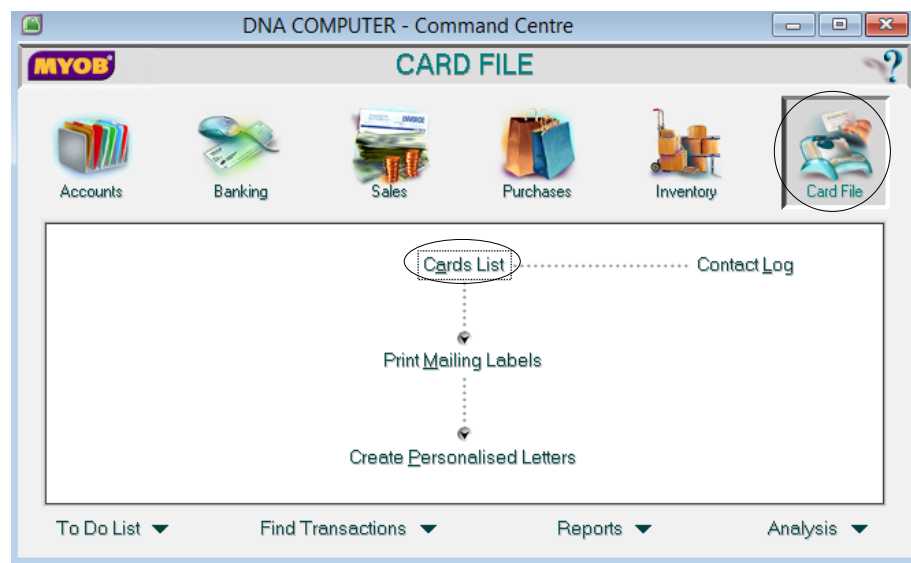 DNA COMPUTER - Command Centre
MYOB CARD FILE ?
INVOICE
Accounts Banking Sales Purchases Inventory Card File
Cards List Contact Log
Print Mailing Labels
Create Personalised Letters
To Do List Find Transactions Reports Analysis